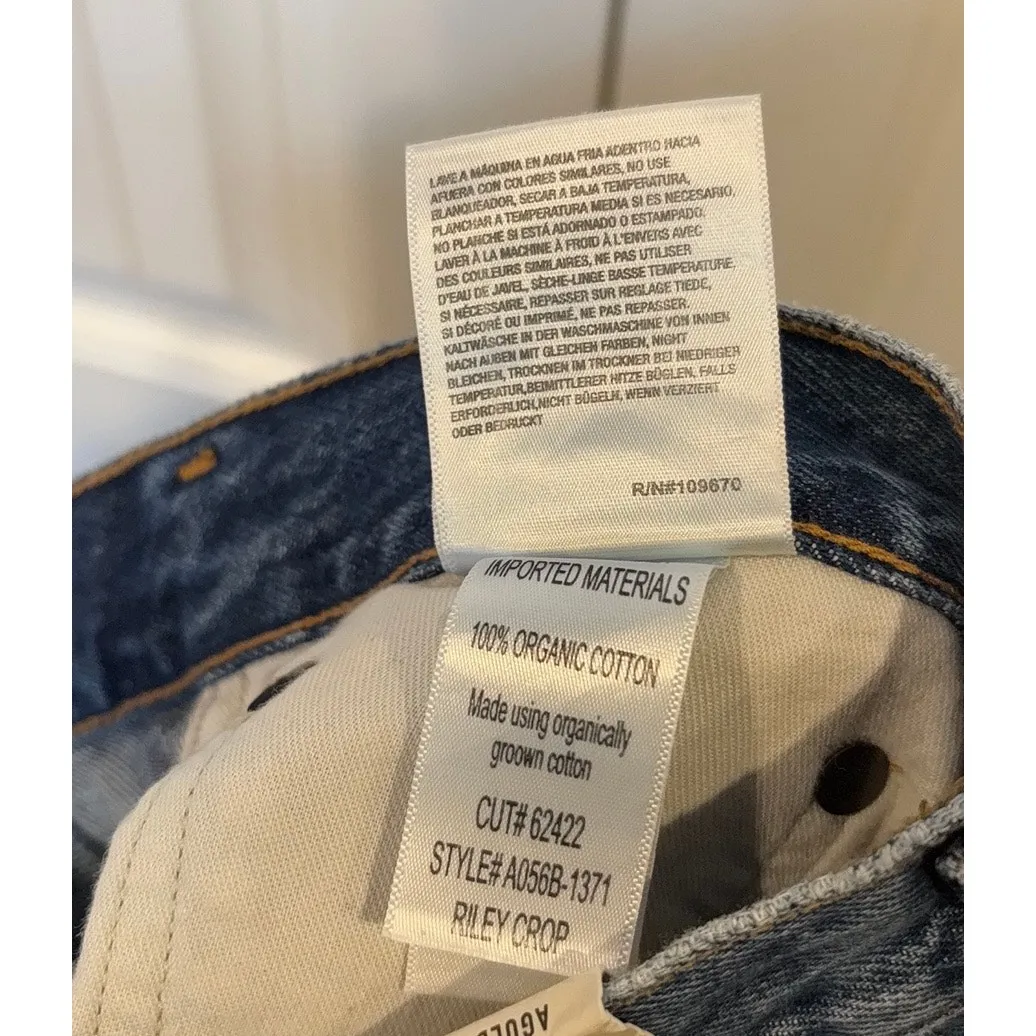 LAVE A MÁQUINA EN AGUA FRIA ADENTRO HACIA
AFUERA CON COLORES SIMILARES, NO USE
BLANQUEADOR, SECAR A BAJA TEMPERATURA,
PLANCHAR A TEMPERATURA MEDIA SI ES NECESARIO,
NO PLANCHE SI ESTÁ ADORNADO O ESTAMPADO.
LAVER À LA MACHINE À FROID À L'ENVERS AVEC
DES COULEURS SIMILAIRES, NE PAS UTILISER
D'EAU DE JAVEL, SÈCHE-LINGE BASSE TEMPERATURE.
SI NÉCESSAIRE, REPASSER SUR REGLAGE TIEDE,
SI DÉCORÉ OU IMPRIMÉ, NE PAS REPASSER.
KALTWÄSCHE IN DER WASCHMASCHINE VON INNEN
NACH AUSSEN MIT GLEICHEN FARBEN, NIGHT
BLEICHEN, TROCKNEN IM TROCKNER BEI NIEDRIGER
TEMPERATUR,BEIMITTLERER HITZE BÜGLEN, FALLS
ERFORDERLICH,NICHT BÜGELN, WENN VERZIERT
ODER BEDRUCKT
R/N#109670
IMPORTED MATERIALS
100% ORGANIC COTTON
Made using organically
groown cotton
CUT# 62422
STYLE# A056B-1371
RILEY CROP